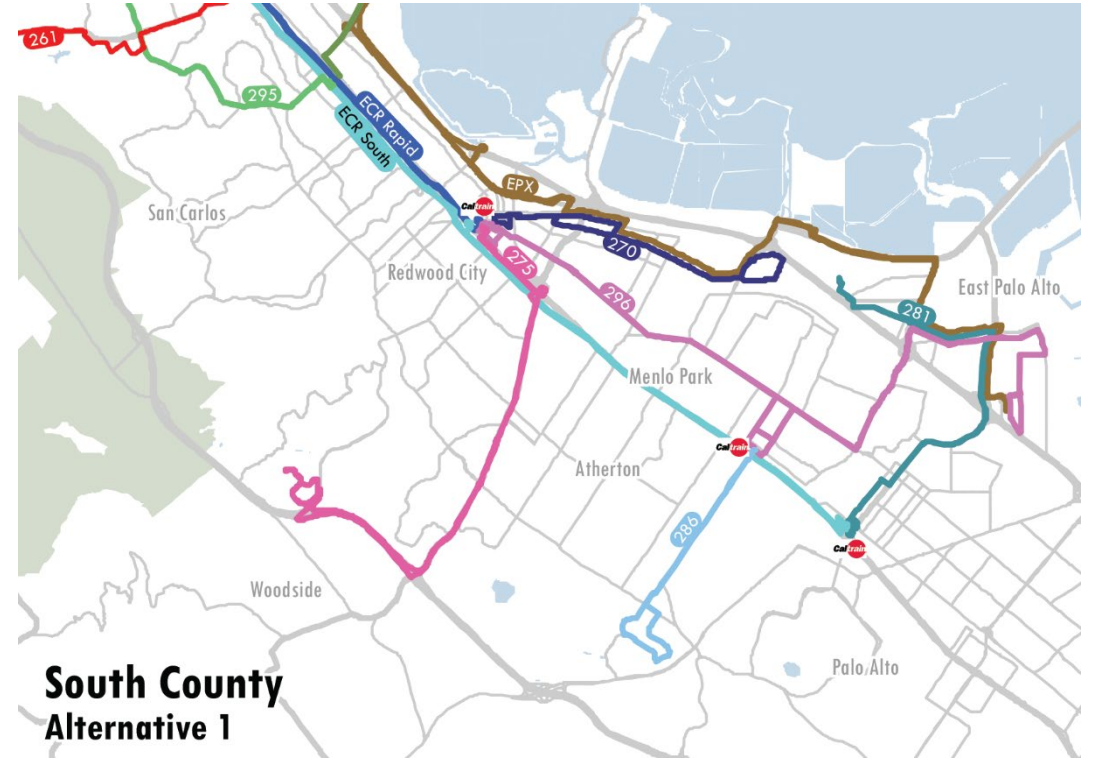 261
295
ECR Rapid
ECR South
EPX
San Carlos
Caltrain
270
275
Redwood City
East Palo Alto
296
281
Menlo Park
Caltrain
Atherton
286
Caltrain
Woodside
Palo Alto
South County
Alternative 1